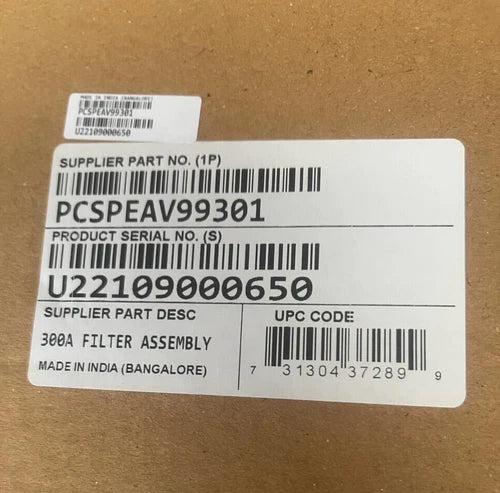 MADE IN INDIA (BANGALORE)
PCSPEAV99301
U22109000650
SUPPLIER PART NO. (1P)
PCSPEAV99301
PRODUCT SERIAL NO. (S)
U22109000650
SUPPLIER PART DESC
300A FILTER ASSEMBLY
MADE IN INDIA (BANGALORE)
UPC CODE
7 31304 37289 9